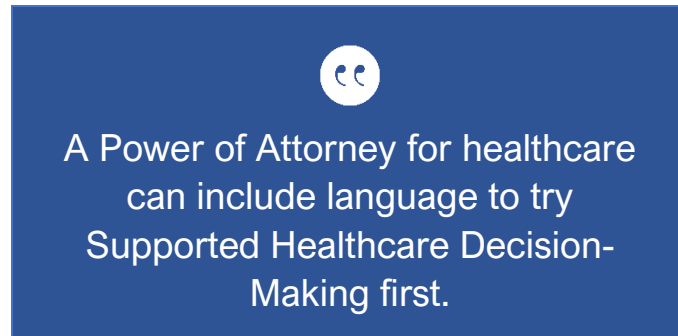 A Power of Attorney for healthcare
can include language to try
Supported Healthcare Decision-
Making first.